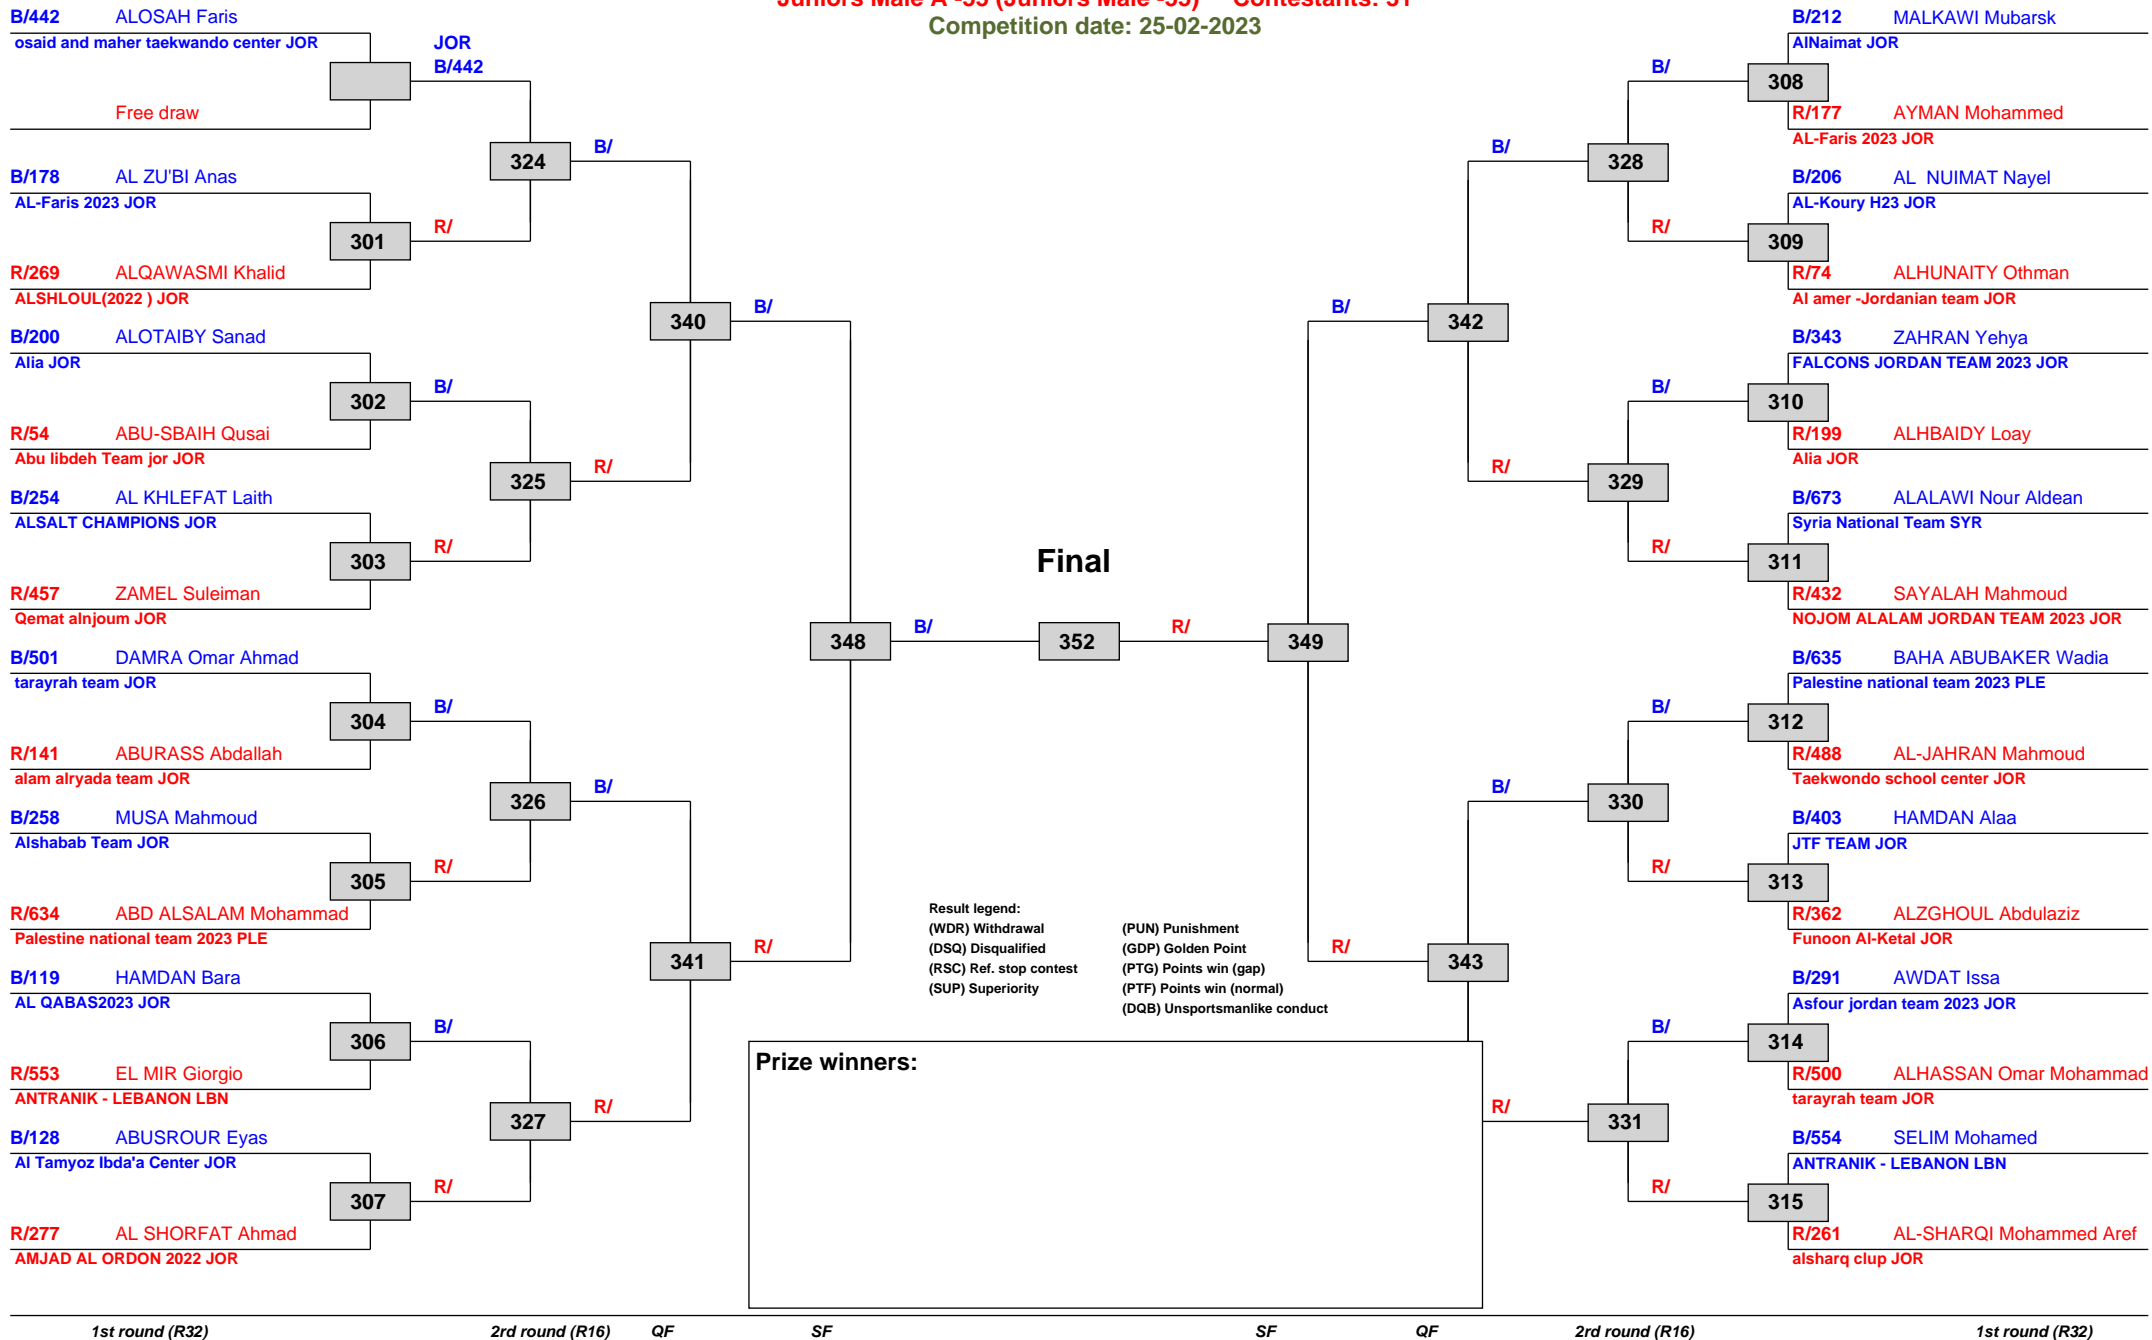 Juniors Male A -55 (Juniors Male -55) Contestants: 31
Competition date: 25-02-2023
B/442 ALOSAH Faris
osaid and maher taekwando center JOR
JOR
B/442
Free draw
324
B/
B/178 AL ZU'BI Anas
AL-Faris 2023 JOR
301
R/
R/269 ALQAWASMI Khalid
ALSHLOUL(2022 ) JOR
340
B/
B/200 ALOTAIBY Sanad
Alia JOR
302
B/
R/54 ABU-SBAIH Qusai
Abu libdeh Team jor JOR
325
R/
B/254 AL KHLEFAT Laith
ALSALT CHAMPIONS JOR
303
R/
R/457 ZAMEL Suleiman
Qemat alnjoum JOR
348
B/
B/501 DAMRA Omar Ahmad
tarayrah team JOR
304
B/
R/141 ABURASS Abdallah
alam alryada team JOR
326
B/
B/258 MUSA Mahmoud
Alshabab Team JOR
305
R/
R/634 ABD ALSALAM Mohammad
Palestine national team 2023 PLE
341
R/
B/119 HAMDAN Bara
AL QABAS2023 JOR
306
B/
R/553 EL MIR Giorgio
ANTRANIK - LEBANON LBN
327
R/
B/128 ABUSROUR Eyas
Al Tamyoz Ibda'a Center JOR
307
R/
R/277 AL SHORFAT Ahmad
AMJAD AL ORDON 2022 JOR
Final
352
R/
349
B/212 MALKAWI Mubarsk
AlNaimat JOR
B/
308
R/177 AYMAN Mohammed
AL-Faris 2023 JOR
B/
328
B/206 AL NUIMAT Nayel
AL-Koury H23 JOR
R/
309
R/74 ALHUNAITY Othman
Al amer -Jordanian team JOR
B/
342
B/343 ZAHRAN Yehya
FALCONS JORDAN TEAM 2023 JOR
B/
310
R/199 ALHBAIDY Loay
Alia JOR
R/
329
B/673 ALALAWI Nour Aldean
Syria National Team SYR
R/
311
R/432 SAYALAH Mahmoud
NOJOM ALALAM JORDAN TEAM 2023 JOR
B/635 BAHA ABUBAKER Wadia
Palestine national team 2023 PLE
B/
312
R/488 AL-JAHRAN Mahmoud
Taekwondo school center JOR
B/
330
B/403 HAMDAN Alaa
JTF TEAM JOR
R/
313
R/362 ALZGHOUL Abdulaziz
Funoon Al-Ketal JOR
R/
343
B/291 AWDAT Issa
Asfour jordan team 2023 JOR
B/
314
R/500 ALHASSAN Omar Mohammad
tarayrah team JOR
R/
331
B/554 SELIM Mohamed
ANTRANIK - LEBANON LBN
R/
315
R/261 AL-SHARQI Mohammed Aref
alsharq clup JOR
Result legend:
(WDR) Withdrawal (PUN) Punishment
(DSQ) Disqualified (GDP) Golden Point
(RSC) Ref. stop contest (PTG) Points win (gap)
(SUP) Superiority (PTF) Points win (normal)
(DQB) Unsportsmanlike conduct
Prize winners:
1st round (R32) 2rd round (R16) QF SF SF QF 2rd round (R16) 1st round (R32)